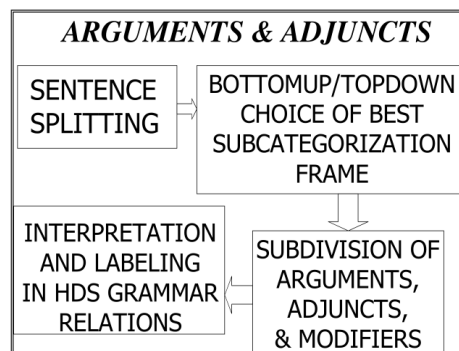 ARGUMENTS & ADJUNCTS
SENTENCE
SPLITTING
BOTTOMUP/TOPDOWN
CHOICE OF BEST
SUBCATEGORIZATION
FRAME
SUBDIVISION OF
ARGUMENTS,
ADJUNCTS,
& MODIFIERS
INTERPRETATION
AND LABELING
IN HDS GRAMMAR
RELATIONS